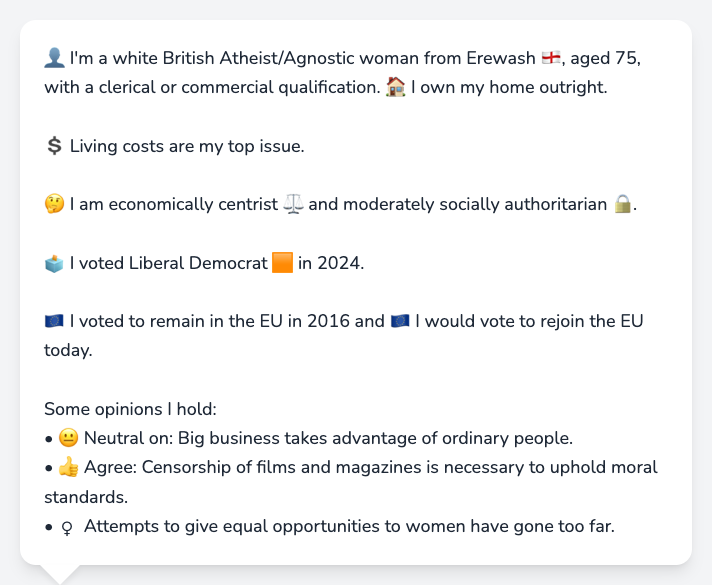 👤 I'm a white British Atheist/Agnostic woman from Erewash 🏴󠁧󠁢󠁥󠁮󠁧󠁿, aged 75,
with a clerical or commercial qualification. 🏠 I own my home outright.
💲 Living costs are my top issue.
🤔 I am economically centrist ⚖️ and moderately socially authoritarian 🔒.
🗳️ I voted Liberal Democrat 🟧 in 2024.
🇪🇺 I voted to remain in the EU in 2016 and 🇪🇺 I would vote to rejoin the EU
today.
Some opinions I hold:
• 😐 Neutral on: Big business takes advantage of ordinary people.
• 👍 Agree: Censorship of films and magazines is necessary to uphold moral
standards.
• ♀ Attempts to give equal opportunities to women have gone too far.